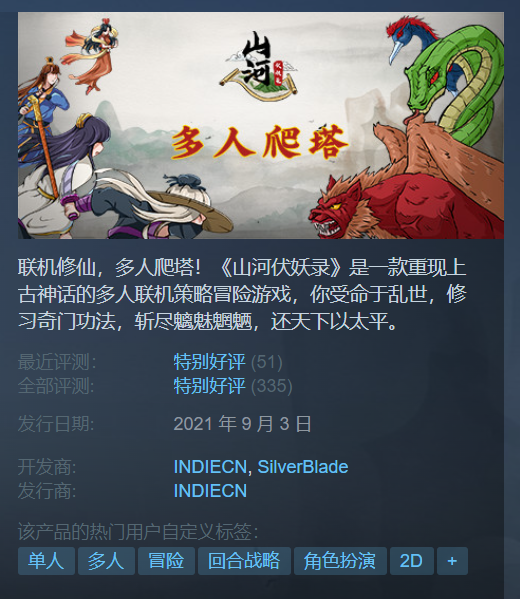 山河
伏妖录
多人爬塔
联机修仙，多人爬塔！《山河伏妖录》是一款重现上
古神话的多人联机策略冒险游戏，你受命于乱世，修
习奇门功法，斩尽魑魅魍魉，还天下以太平。
最近评测： 特别好评 (51)
全部评测: 特别好评 (335)
发行日期: 2021 年 9 月 3 日
开发商: INDIECN, SilverBlade
发行商: INDIECN
该产品的热门用户自定义标签：
单人 多人 冒险 回合战略 角色扮演 2D +